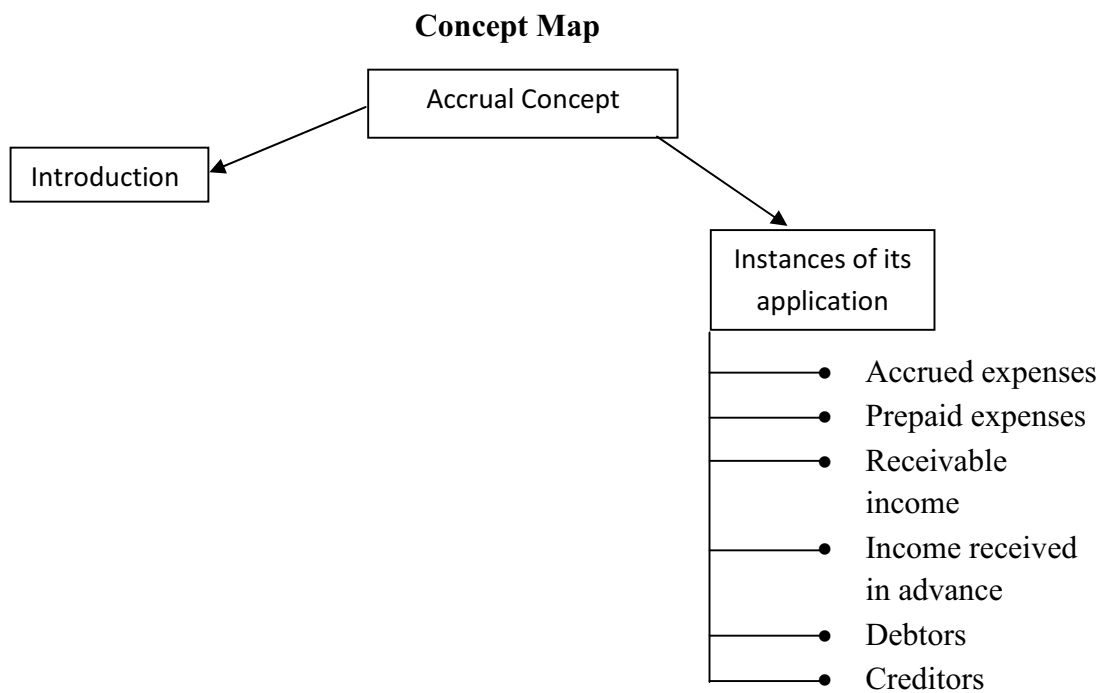 Concept Map
Accrual Concept
Introduction
Instances of its
application
Accrued expenses
Prepaid expenses
Receivable
income
Income received
in advance
Debtors
Creditors